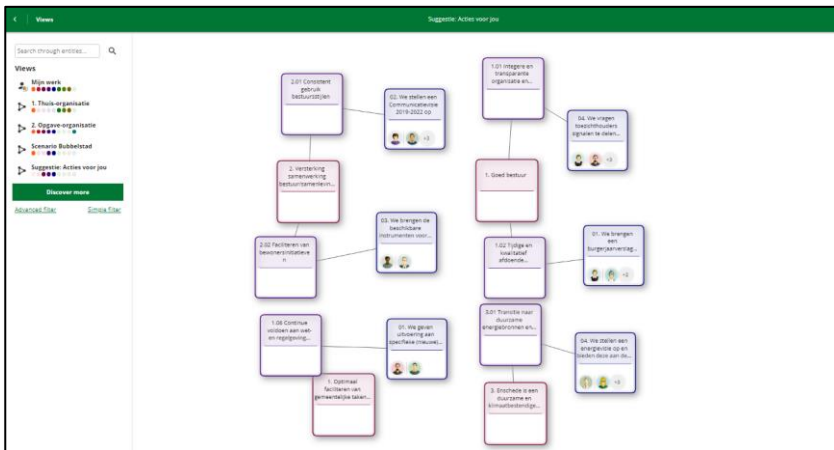 Views
Suggestie: Acties voor jou
Search through entities...
Views
Mijn werk
1. Thuis-organisatie
2. Opgave-organisatie
Scenario Bubbelstad
Suggestie: Acties voor jou
Discover more
Advanced filter
Simple filter
2.01 Consistent
gebruik
bestuursstijlen
02. We stellen een
Communicatievisie
2019-2022 op
+3
2. Versterking
samenwerking
bestuur/samenlevin...
2.02 Faciliteren van
bewonersinitiatieve
n
03. We brengen de
beschikbare
instrumenten voor...
1.08 Continue
voldoen aan wet-
en regelgeving...
01. We geven
uitvoering aan
specifieke (nieuwe)...
1. Optimaal
faciliteren van
gemeentelijke taken...
1.01 Integere en
transparante
organisatie en...
04. We vragen
toezichthouders
signalen te delen...
1. Goed bestuur
1.02 Tijdige en
kwalitatief
afdoende...
01. We brengen
een
burgerjaarverslag...
3.01 Transitie naar
duurzame
energiebronnen en...
04. We stellen een
energievisie op en
bieden deze aan de...
3. Enschede is een
duurzame en
klimaatbestendige...